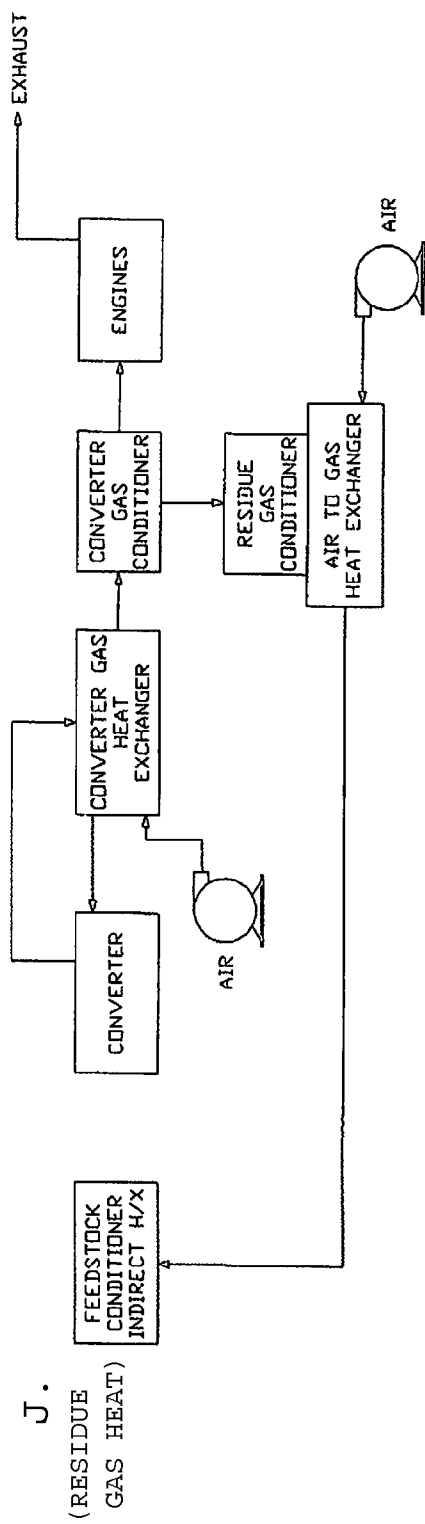 J.
(RESIDUE
GAS HEAT)
FEEDSTOCK
CONDITIONER
INDIRECT H/X
CONVERTER
AIR
CONVERTER GAS
HEAT
EXCHANGER
CONVERTER
GAS
CONDITIONER
ENGINES
EXHAUST
RESIDUE
GAS
CONDITIONER
AIR TO GAS
HEAT EXCHANGER
AIR